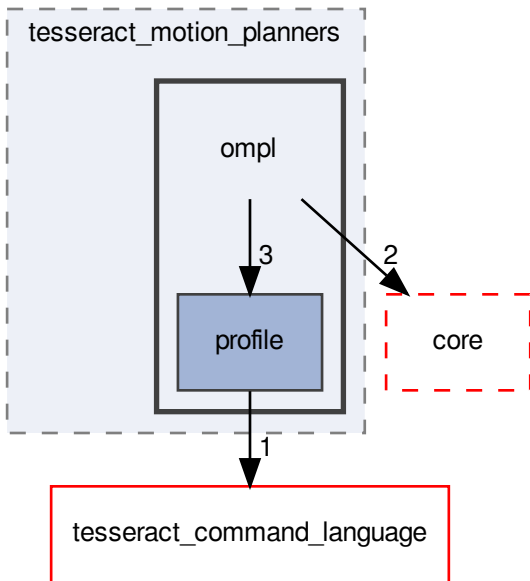 tesseract_motion_planners
ompl
3
2
profile
core
1
tesseract_command_language